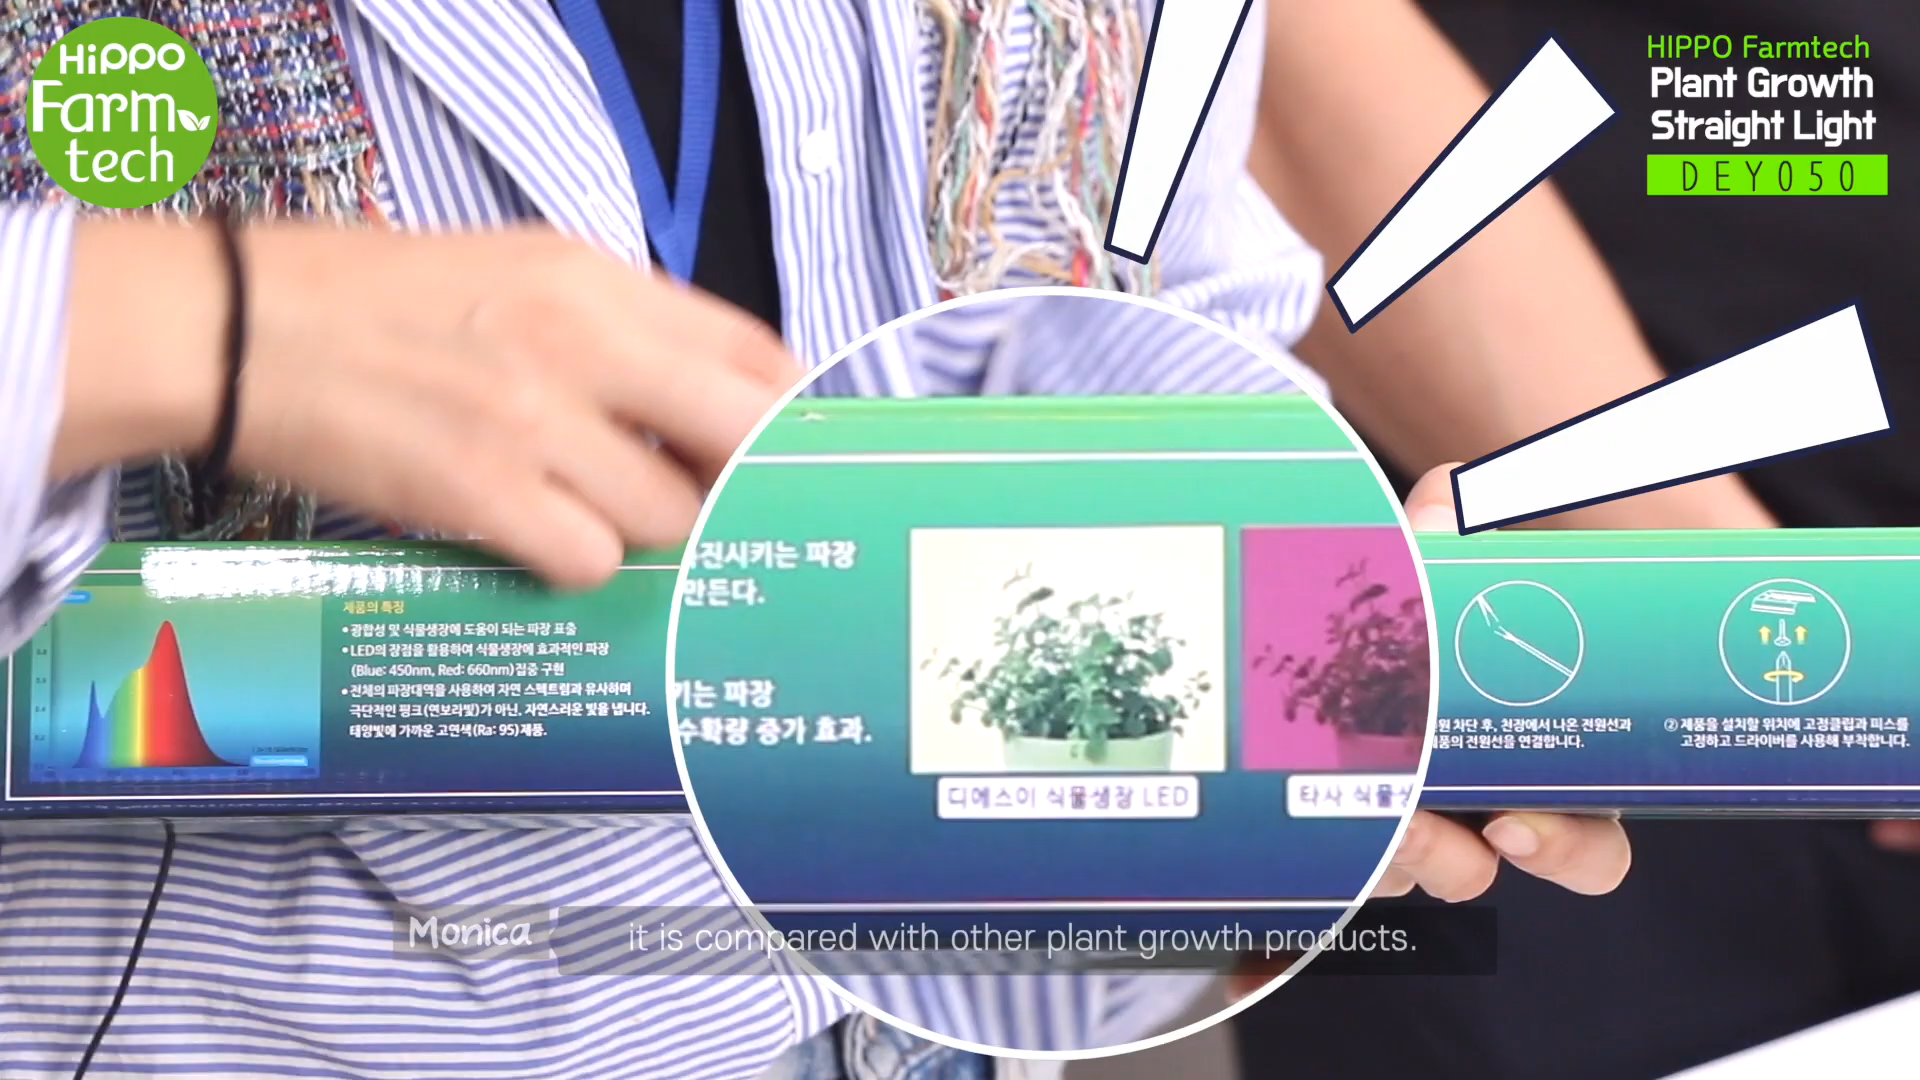 HiPPO
Farm
tech
HIPPO Farmtech
Plant Growth
Straight Light
DEY050
제품의 특징
•광합성 및 식물생장에 도움이 되는 파장 표출
•LED의 장점을 활용하여 식물생장에 효과적인 파장
(Blue: 450nm, Red: 660nm)집중 구현
•전체의 파장대역을 사용하여 자연 스펙트럼과 유사하며
극단적인 핑크(연보라빛)가 아닌, 자연스러운 빛을 냅니다.
태양빛에 가까운 고연색(Ra: 95)제품.
진시키는 파장
만든다.
키는 파장
수확량 증가 효과.
디에스이 식물생장 LED
타사 식물생
원 차단 후, 천장에서 나온 전원선과
제품의 전원선을 연결합니다.
② 제품을 설치할 위치에 고정클립과 피스를
고정하고 드라이버를 사용해 부착합니다.
Monica
it is compared with other plant growth products.